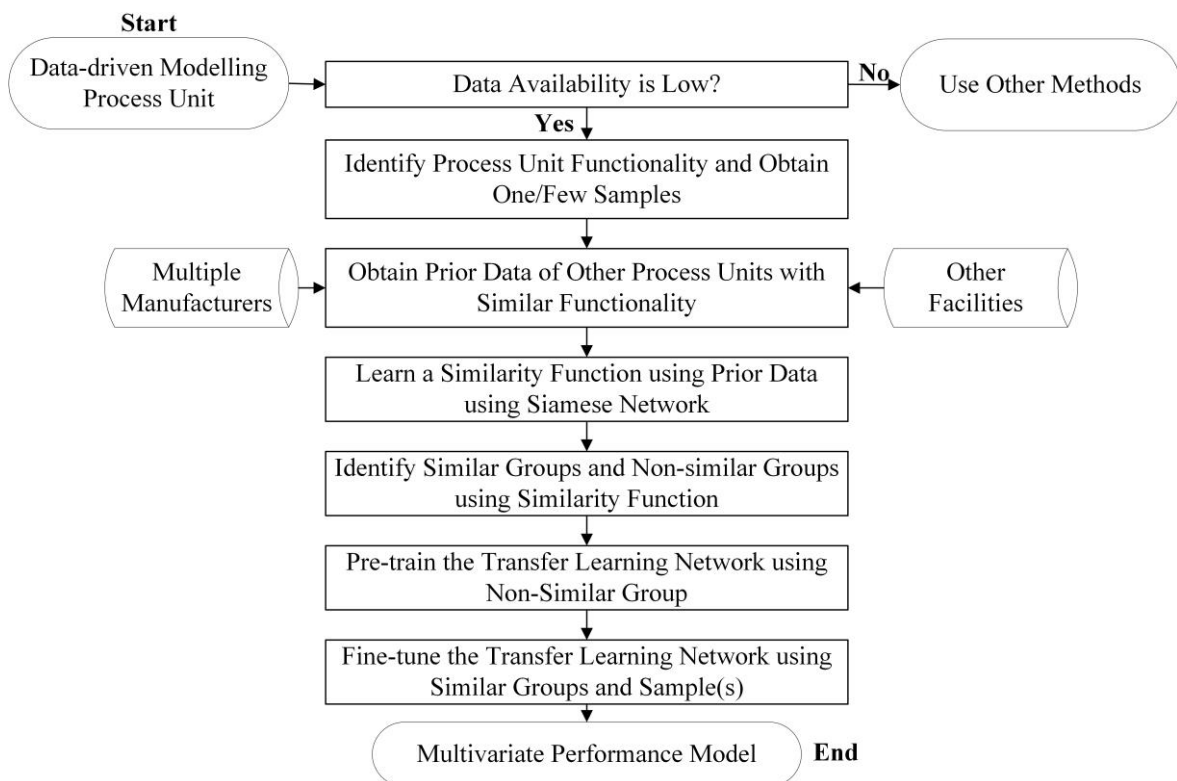 Start
Data-driven Modelling
Process Unit
Data Availability is Low?
No
Use Other Methods
Yes
Identify Process Unit Functionality and Obtain
One/Few Samples
Multiple
Manufacturers
Obtain Prior Data of Other Process Units with
Similar Functionality
Other
Facilities
Learn a Similarity Function using Prior Data
using Siamese Network
Identify Similar Groups and Non-similar Groups
using Similarity Function
Pre-train the Transfer Learning Network using
Non-Similar Group
Fine-tune the Transfer Learning Network using
Similar Groups and Sample(s)
Multivariate Performance Model
End